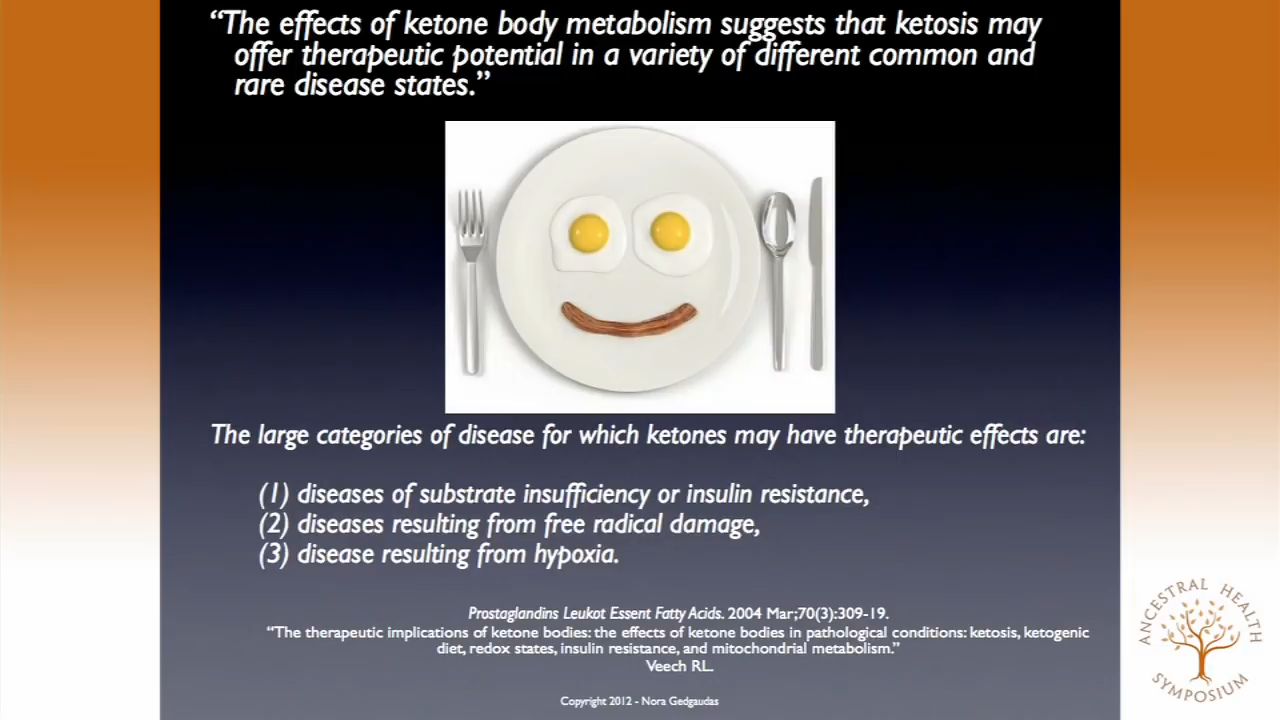 “The effects of ketone body metabolism suggests that ketosis may
offer therapeutic potential in a variety of different common and
rare disease states.”
The large categories of disease for which ketones may have therapeutic effects are:
(1) diseases of substrate insufficiency or insulin resistance,
(2) diseases resulting from free radical damage,
(3) disease resulting from hypoxia.
Prostaglandins Leukot Essent Fatty Acids. 2004 Mar;70(3):309-19.
“The therapeutic implications of ketone bodies: the effects of ketone bodies in pathological conditions: ketosis, ketogenic
diet, redox states, insulin resistance, and mitochondrial metabolism.”
Veech RL.
Copyright 2012 - Nora Gedgaudas
ANCESTRAL HEALTH
SYMPOSIUM